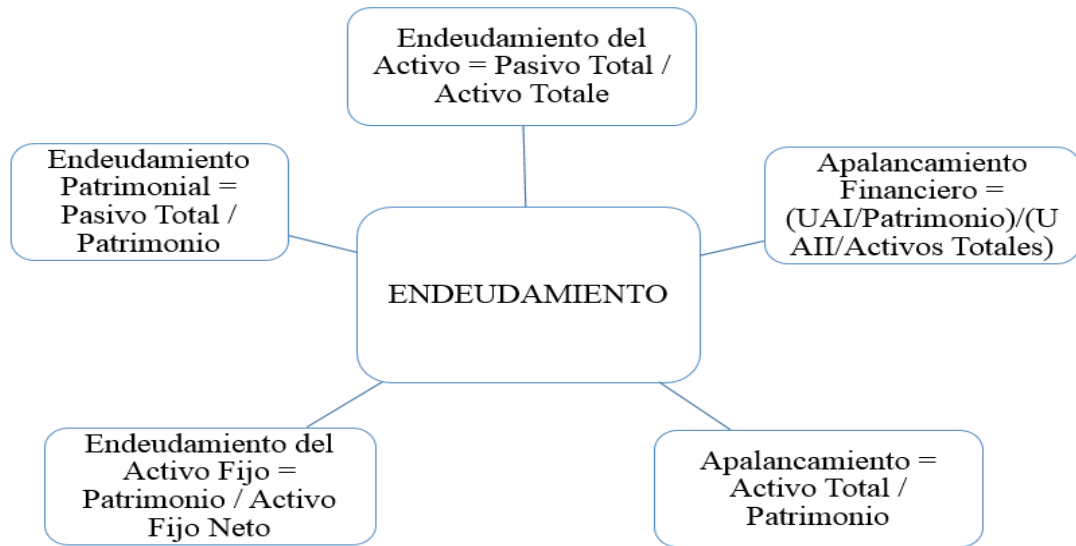 Endeudamiento del
Activo = Pasivo Total /
Activo Totale
Endeudamiento
Patrimonial =
Pasivo Total /
Patrimonio
Apalancamiento
Financiero =
(UAI/Patrimonio)/(U
AII/Activos Totales)
ENDEUDAMIENTO
Endeudamiento del
Activo Fijo =
Patrimonio / Activo
Fijo Neto
Apalancamiento =
Activo Total /
Patrimonio